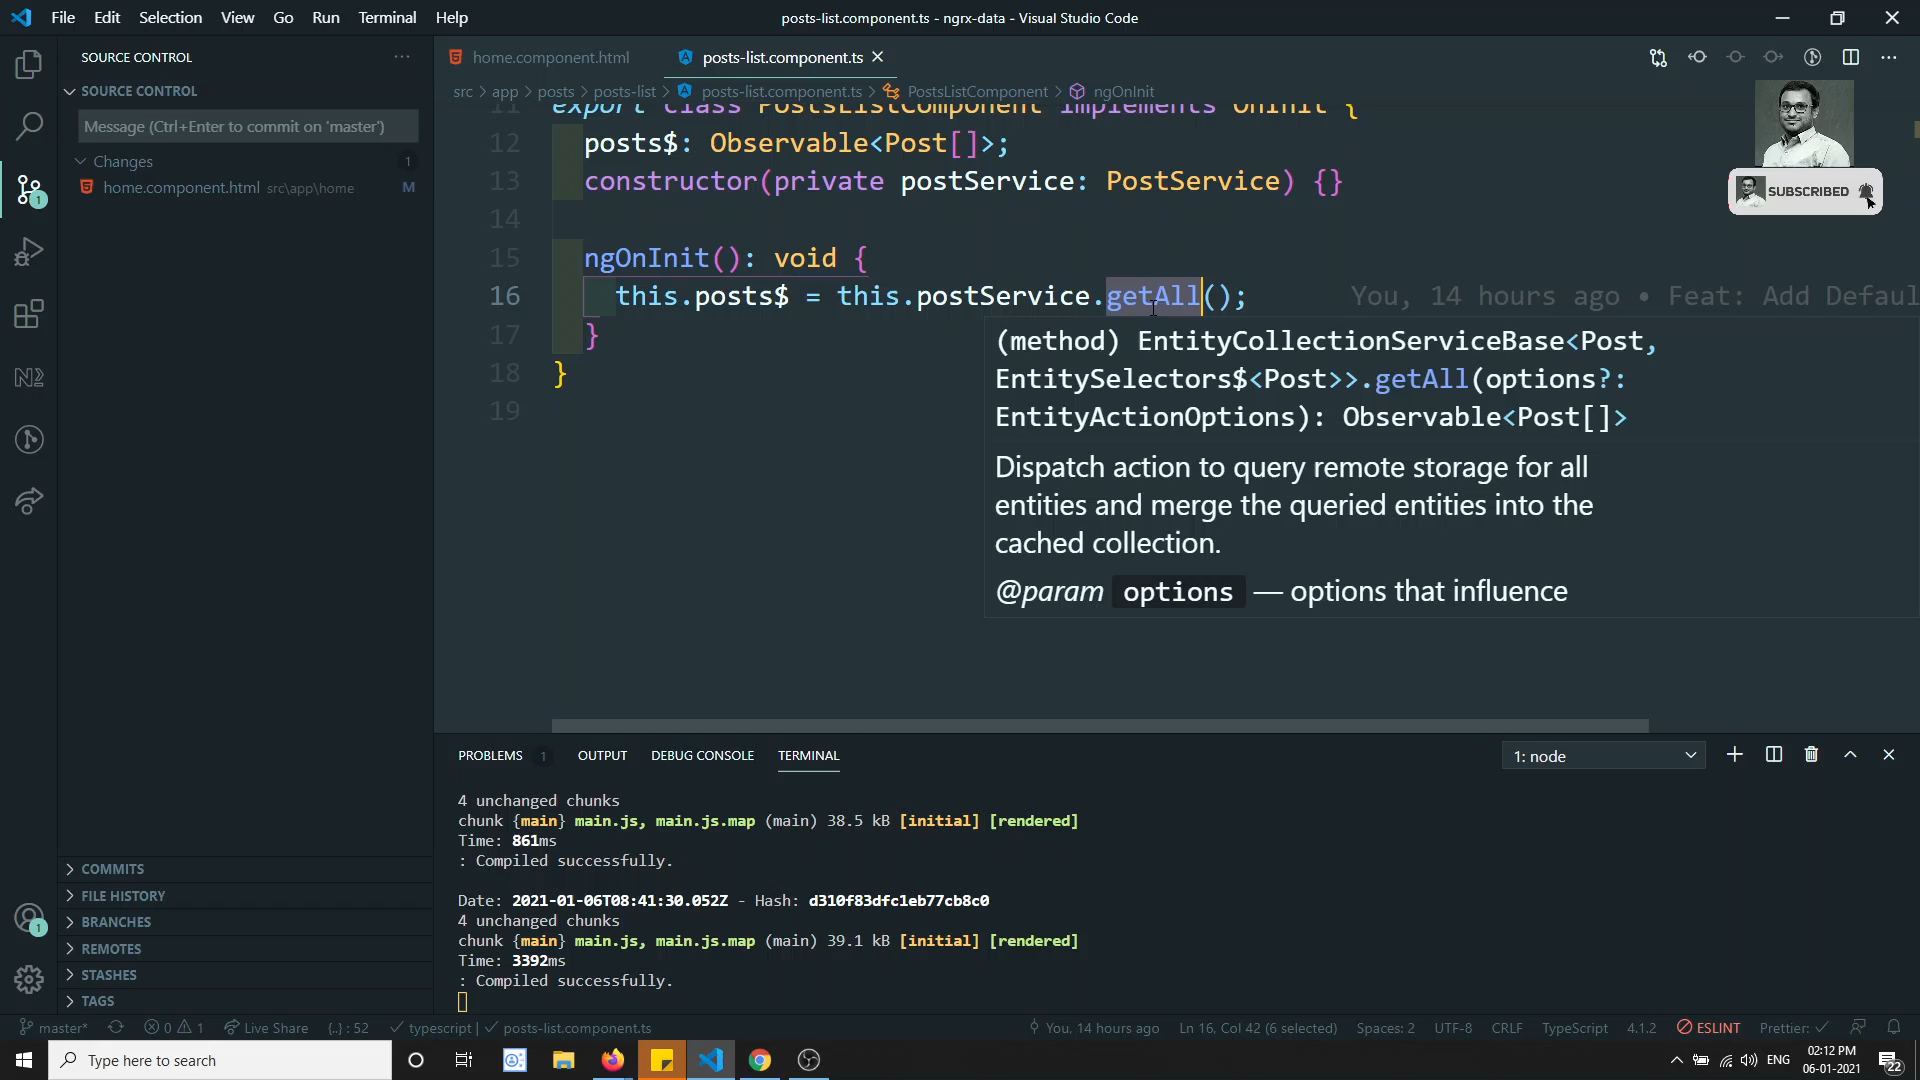 File Edit Selection View Go Run Terminal Help
posts-list.component.ts - ngrx-data - Visual Studio Code
SOURCE CONTROL
SOURCE CONTROL
Message (Ctrl+Enter to commit on 'master')
Changes 1
home.component.html src\app\home M
1
N
1
COMMITS
FILE HISTORY
BRANCHES
REMOTES
STASHES
TAGS
home.component.html posts-list.component.ts
src > app > posts > posts-list > posts-list.component.ts > PostsListComponent > ngOnInit
11 export class PostsListComponent implements OnInit {
12 posts$: Observable<Post[]>;
13 constructor(private postService: PostService) {}
14
15 ngOnInit(): void {
16 this.posts$ = this.postService.getAll(); You, 14 hours ago • Feat: Add Defaul
17 }
18 }
19
(method) EntityCollectionServiceBase<Post,
EntitySelectors$<Post>>.getAll(options?:
EntityActionOptions): Observable<Post[]>
Dispatch action to query remote storage for all
entities and merge the queried entities into the
cached collection.
@param options — options that influence
SUBSCRIBED
PROBLEMS 1 OUTPUT DEBUG CONSOLE TERMINAL
1: node
4 unchanged chunks
chunk {main} main.js, main.js.map (main) 38.5 kB [initial] [rendered]
Time: 861ms
: Compiled successfully.
Date: 2021-01-06T08:41:30.052Z - Hash: d310f83dfc1eb77cb8c0
4 unchanged chunks
chunk {main} main.js, main.js.map (main) 39.1 kB [initial] [rendered]
Time: 3392ms
: Compiled successfully.
master* 0 1 Live Share {..} : 52 typescript | posts-list.component.ts
You, 14 hours ago Ln 16, Col 42 (6 selected) Spaces: 2 UTF-8 CRLF TypeScript 4.1.2 ESLINT Prettier:
Type here to search
ENG
02:12 PM
06-01-2021
22